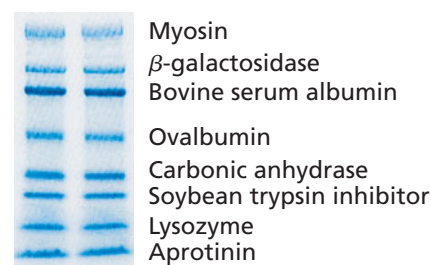 Myosin
β-galactosidase
Bovine serum albumin
Ovalbumin
Carbonic anhydrase
Soybean trypsin inhibitor
Lysozyme
Aprotinin